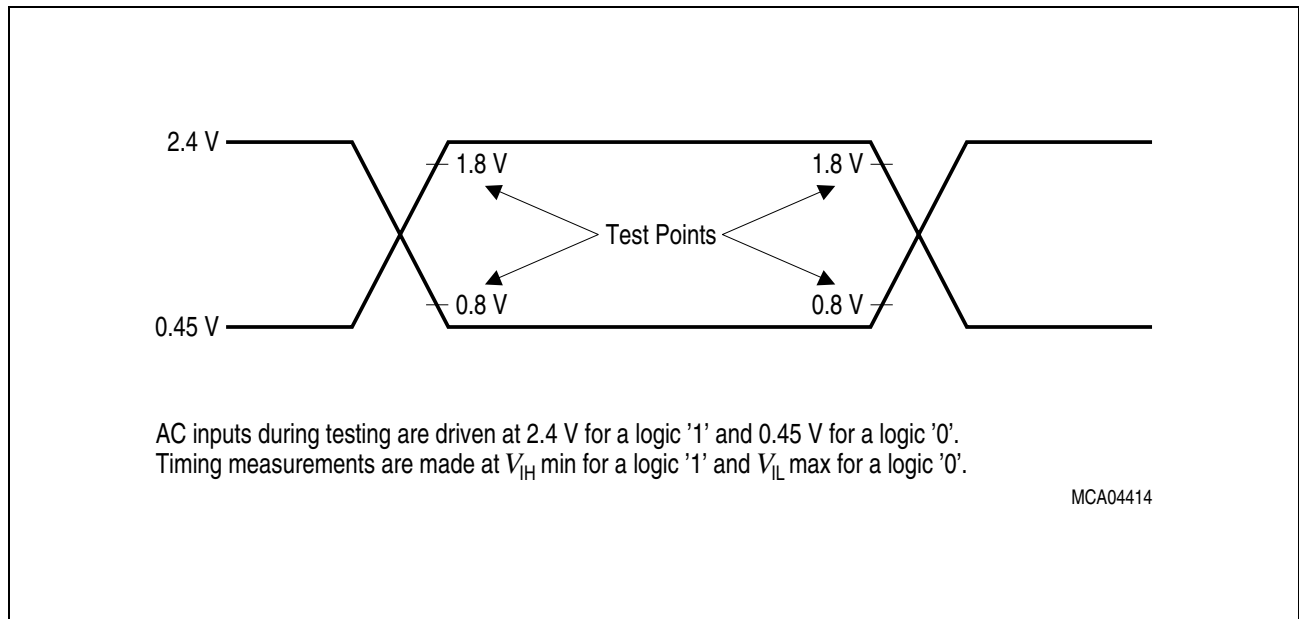 2.4 V
1.8 V
1.8 V
Test Points
0.8 V
0.8 V
0.45 V
AC inputs during testing are driven at 2.4 V for a logic '1' and 0.45 V for a logic '0'.
Timing measurements are made at VIH min for a logic '1' and VIL max for a logic '0'.
MCA04414